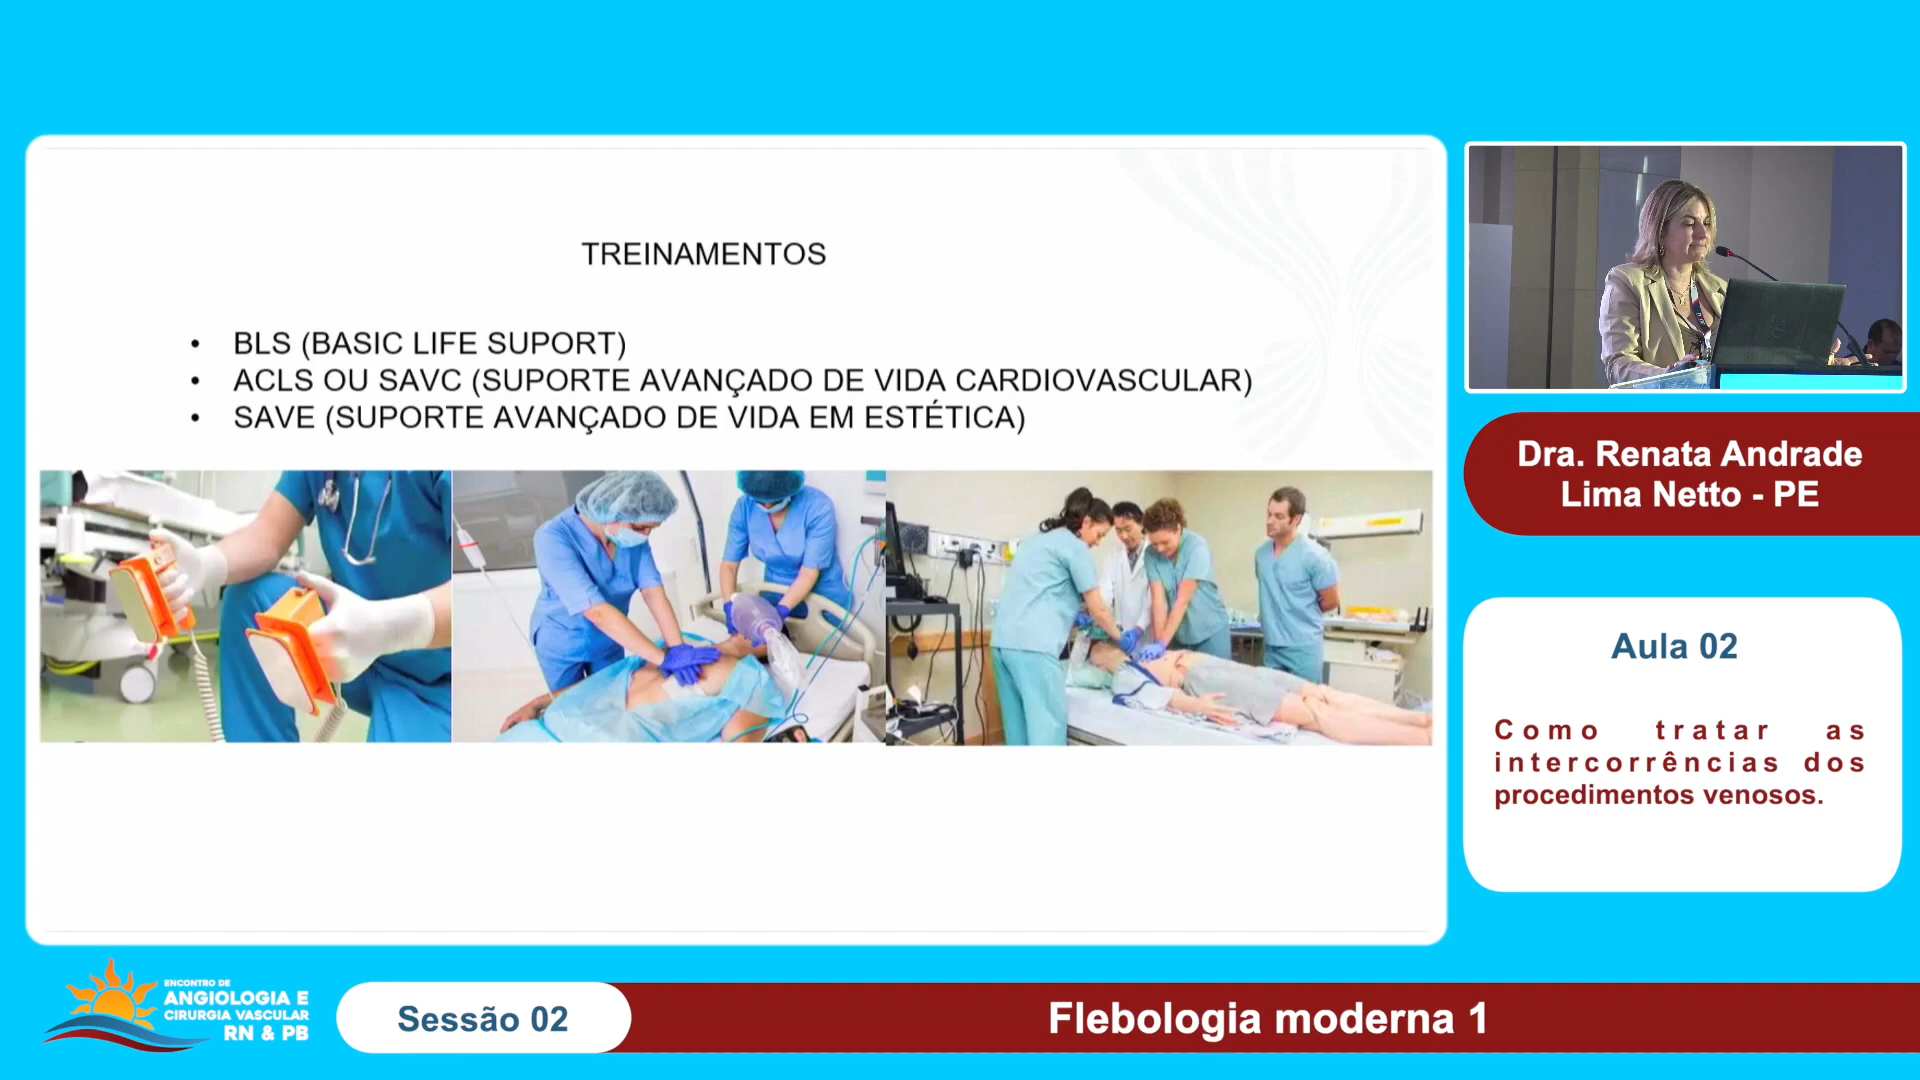 TREINAMENTOS
• BLS (BASIC LIFE SUPORT)
• ACLS OU SAVC (SUPORTE AVANÇADO DE VIDA CARDIOVASCULAR)
• SAVE (SUPORTE AVANÇADO DE VIDA EM ESTÉTICA)
Dra. Renata Andrade
Lima Netto - PE
Aula 02
Como tratar as
intercorrências dos
procedimentos venosos.
ENCONTRO DE
ANGIOLOGIA E
CIRURGIA VASCULAR
RN & PB
Sessão 02
Flebologia moderna 1